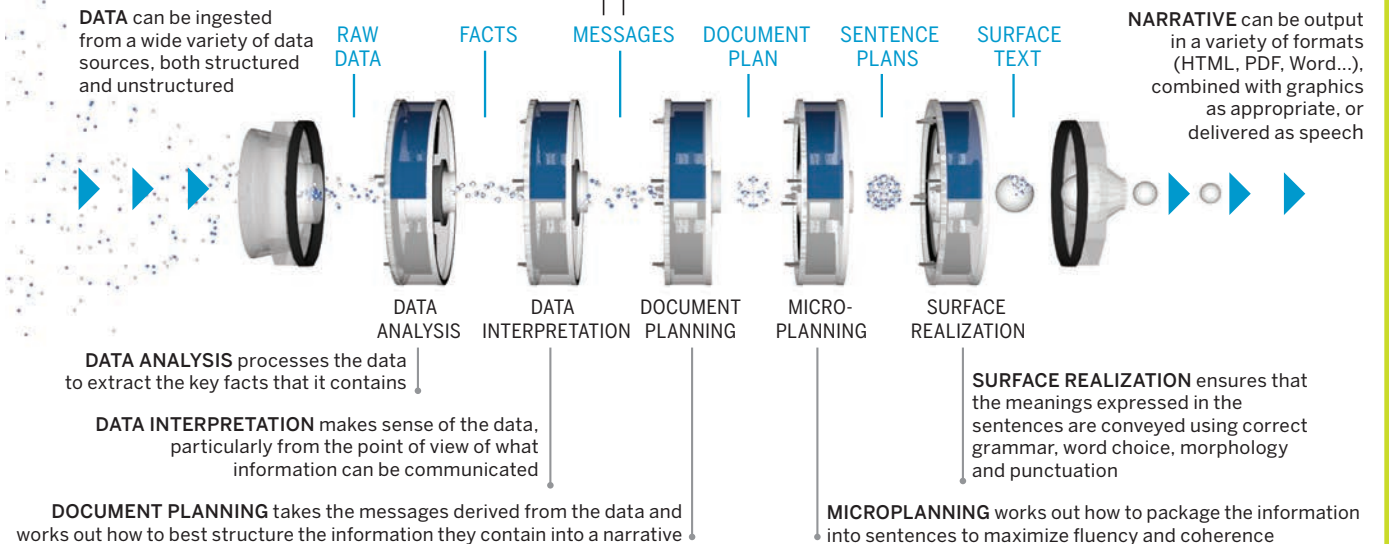 DATA can be ingested
from a wide variety of data
sources, both structured
and unstructured
RAW
DATA
FACTS
MESSAGES
DOCUMENT
PLAN
SENTENCE
PLANS
SURFACE
TEXT
NARRATIVE can be output
in a variety of formats
(HTML, PDF, Word...),
combined with graphics
as appropriate, or
delivered as speech
DATA
ANALYSIS
DATA
INTERPRETATION
DOCUMENT
PLANNING
MICRO-
PLANNING
SURFACE
REALIZATION
DATA ANALYSIS processes the data
to extract the key facts that it contains
DATA INTERPRETATION makes sense of the data,
particularly from the point of view of what
information can be communicated
DOCUMENT PLANNING takes the messages derived from the data and
works out how to best structure the information they contain into a narrative
SURFACE REALIZATION ensures that
the meanings expressed in the
sentences are conveyed using correct
grammar, word choice, morphology
and punctuation
MICROPLANNING works out how to package the information
into sentences to maximize fluency and coherence